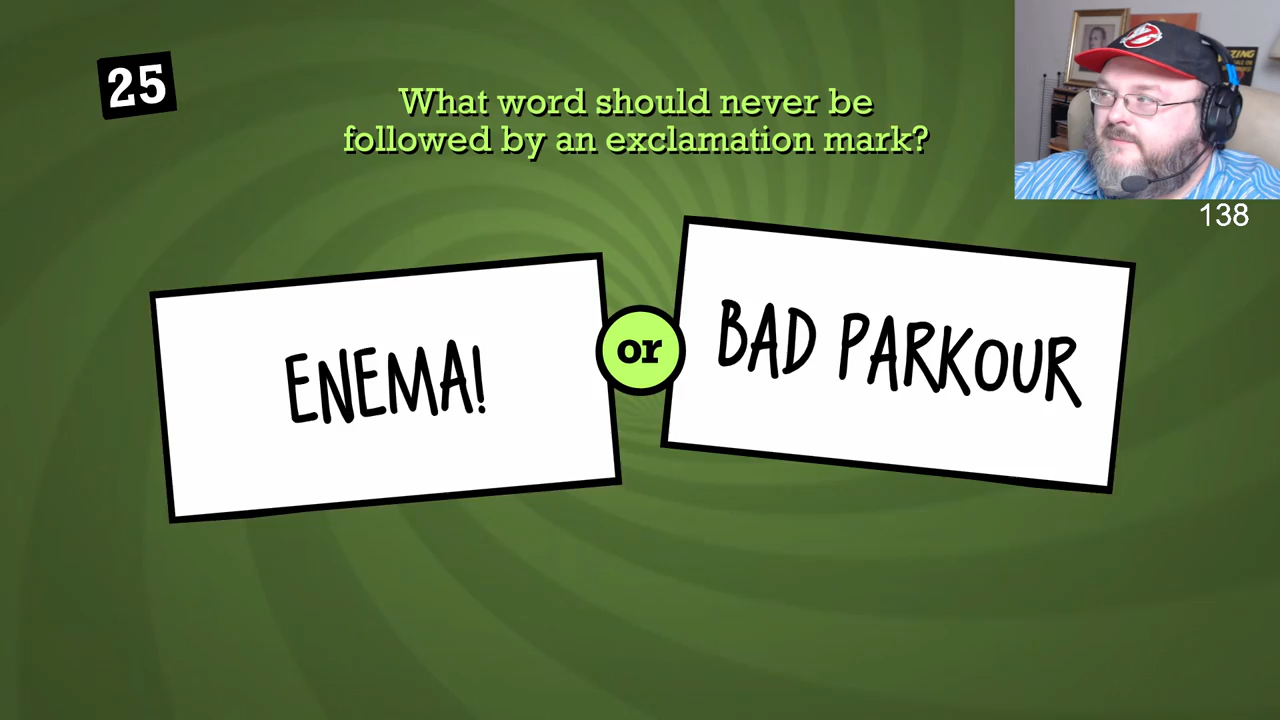 25
What word should never be
followed by an exclamation mark?
138
ENEMA!
or
BAD PARKOUR